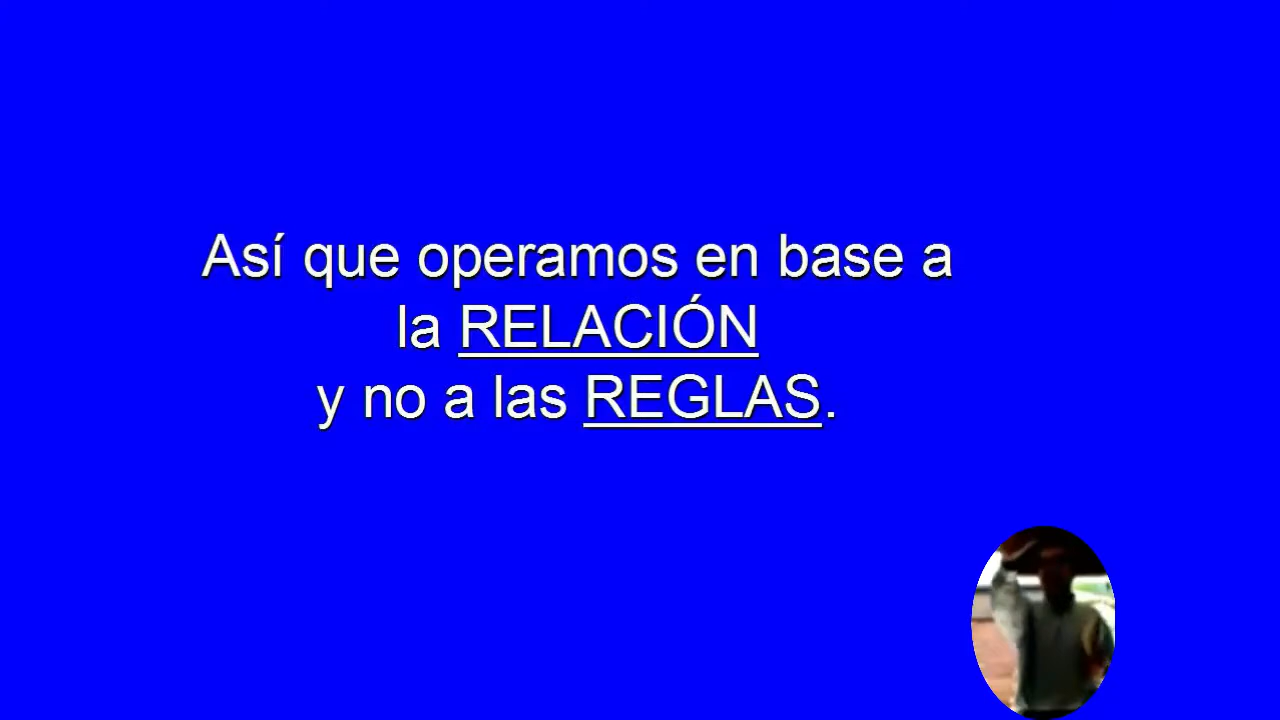 Así que operamos en base a
la RELACIÓN
y no a las REGLAS.